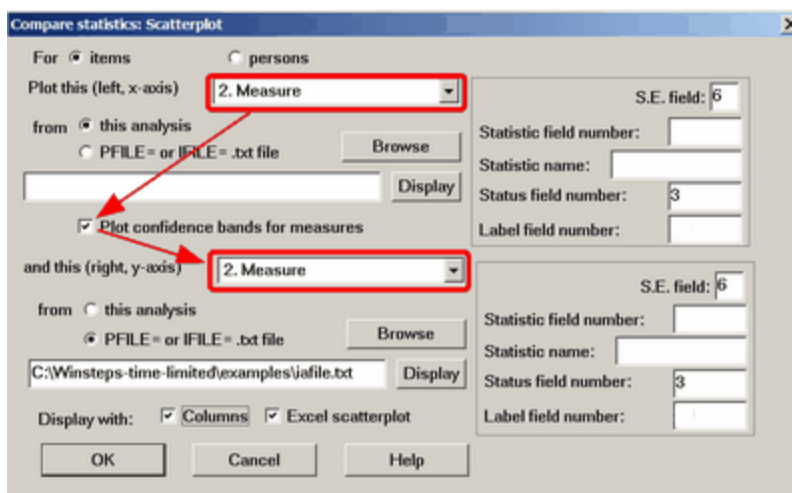 Compare statistics: Scatterplot
For items persons
Plot this (left, x-axis) 2. Measure
S.E. field: 6
from this analysis
Statistic field number:
PFILE= or IFILE= .txt file Browse
Statistic name:
Display
Status field number: 3
Plot confidence bands for measures
Label field number:
and this (right, y-axis) 2. Measure
S.E. field: 6
from this analysis
Statistic field number:
PFILE= or IFILE= .txt file Browse
Statistic name:
C:\Winsteps-time-limited\examples\iafile.txt Display
Status field number: 3
Display with: Columns Excel scatterplot
Label field number:
OK Cancel Help